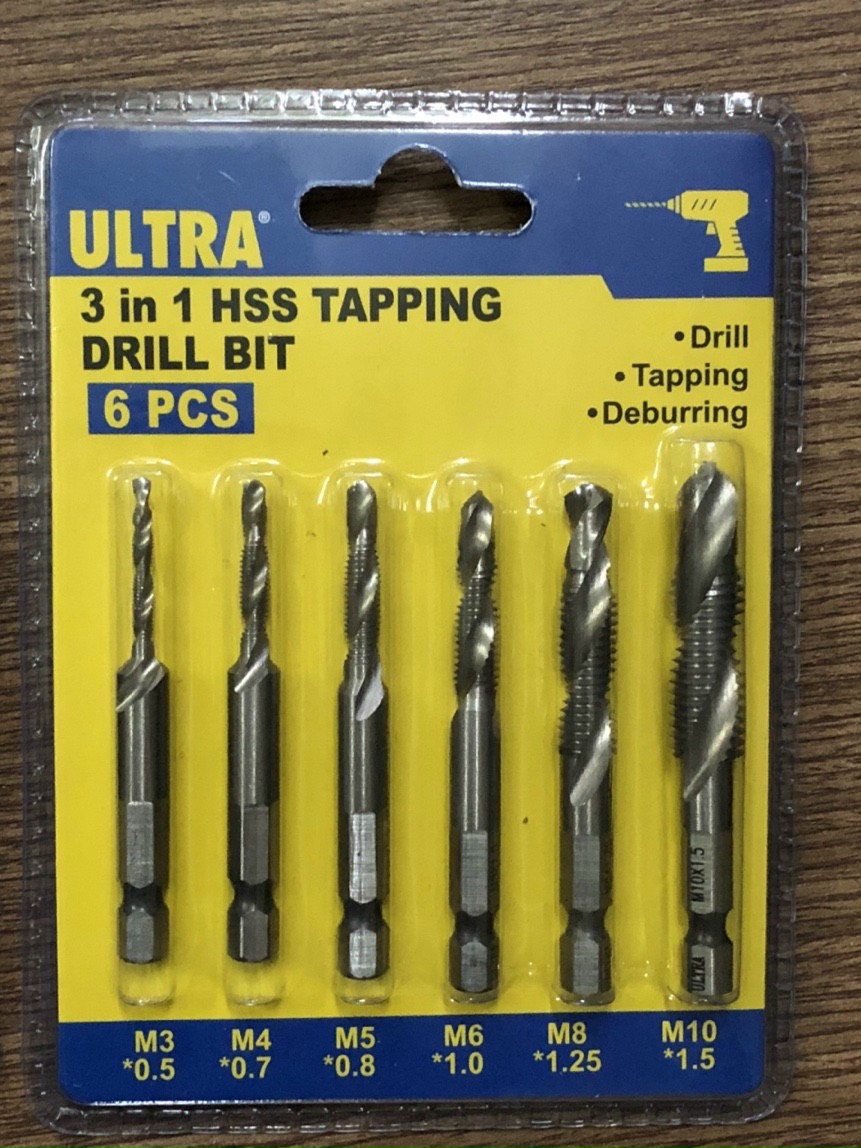 ULTRA®
3 in 1 HSS TAPPING
DRILL BIT
6 PCS
• Drill
• Tapping
• Deburring
M10X1.5
ULTRA
M3 M4 M5 M6 M8 M10
*0.5 *0.7 *0.8 *1.0 *1.25 *1.5